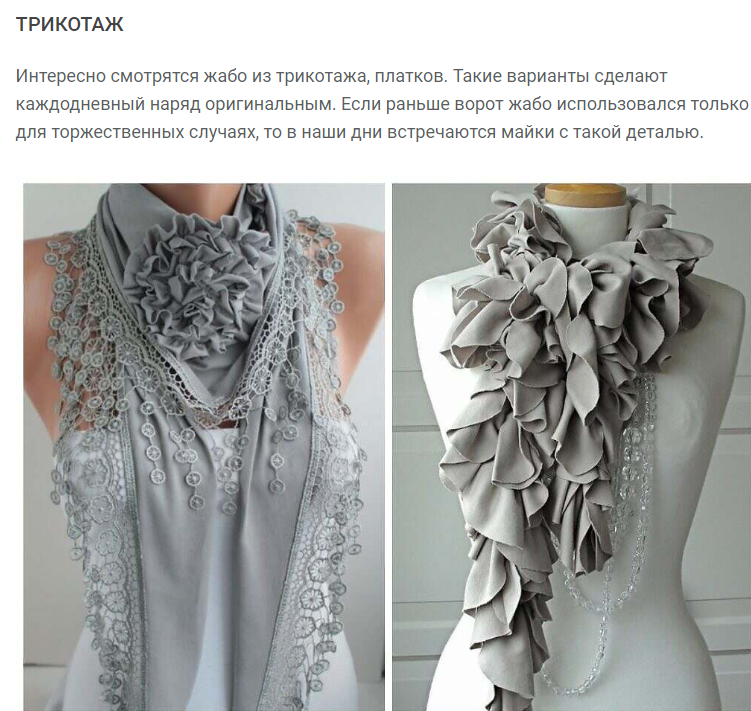 ТРИКОТАЖ
Интересно смотрятся жабо из трикотажа, платков. Такие варианты сделают
каждодневный наряд оригинальным. Если раньше ворот жабо использовался только
для торжественных случаях, то в наши дни встречаются майки с такой деталью.